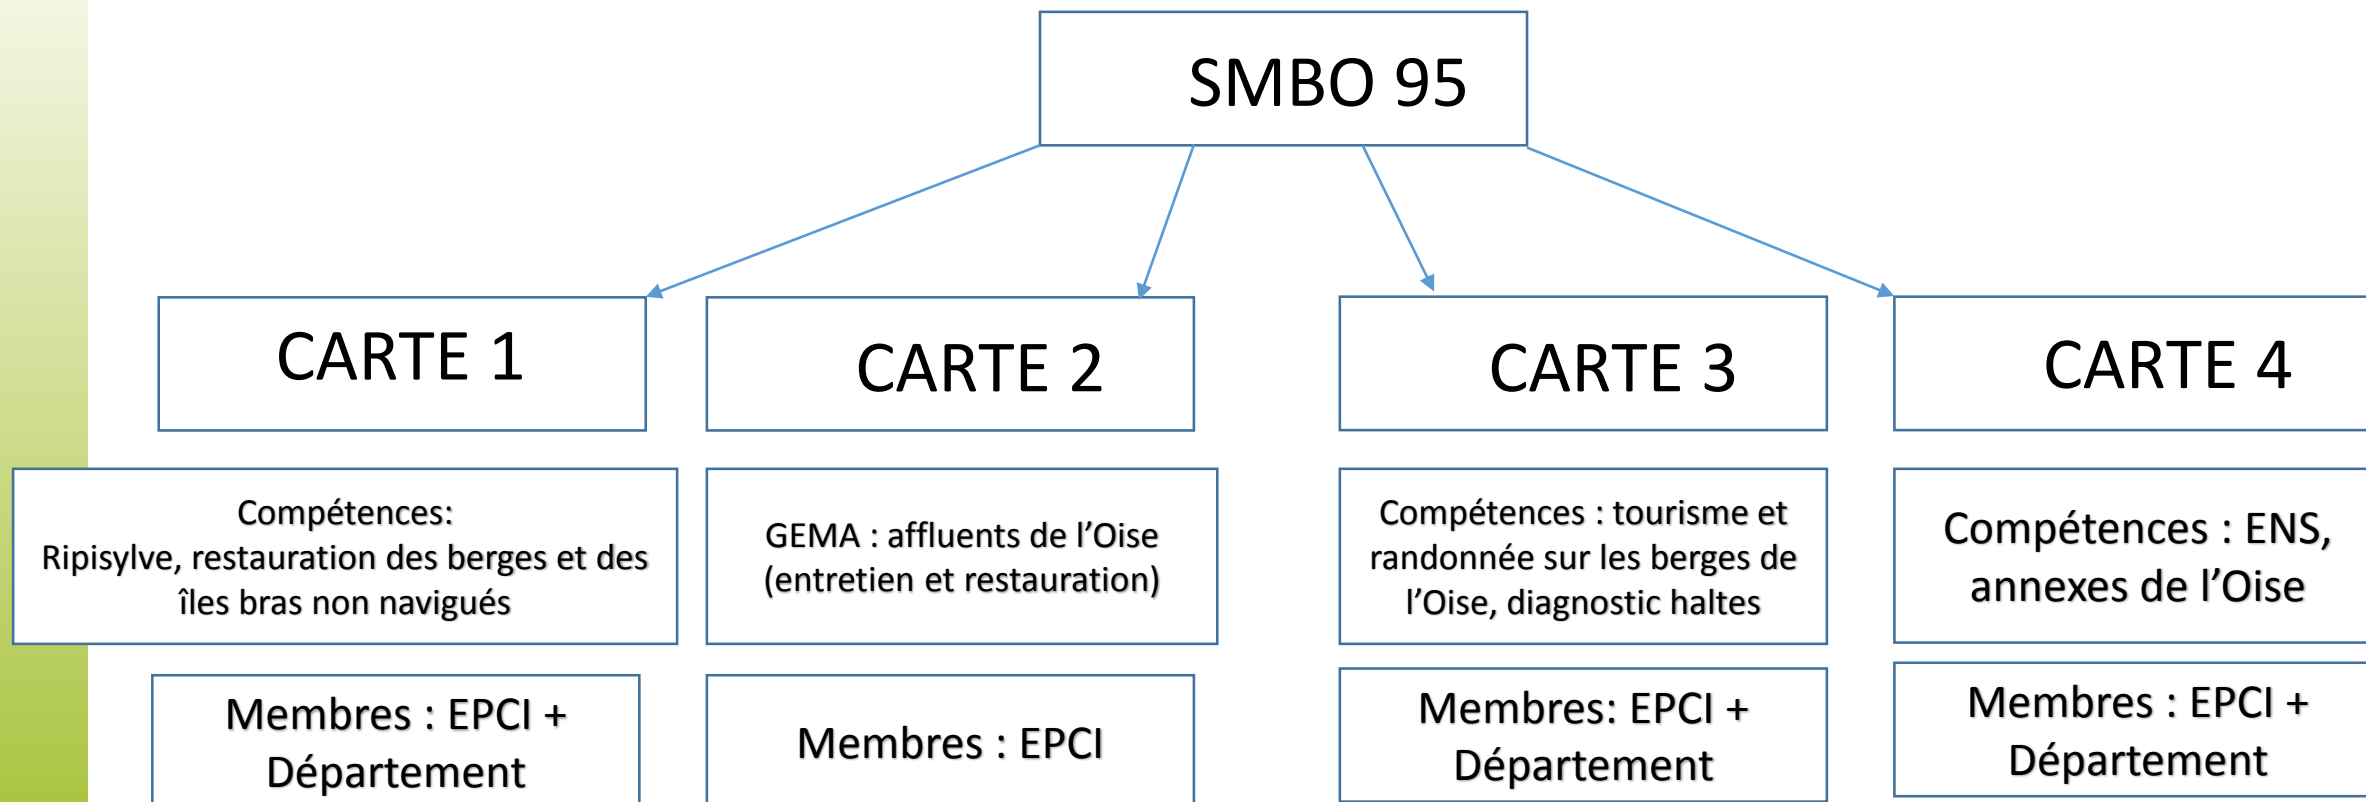 SMBO 95
CARTE 1
CARTE 2
CARTE 3
CARTE 4
Compétences:
Ripisylve, restauration des berges et des
îles bras non navigués
GEMA : affluents de l’Oise
(entretien et restauration)
Compétences : tourisme et
randonnée sur les berges de
l’Oise, diagnostic haltes
Compétences : ENS,
annexes de l’Oise
Membres : EPCI +
Département
Membres : EPCI
Membres: EPCI +
Département
Membres : EPCI +
Département